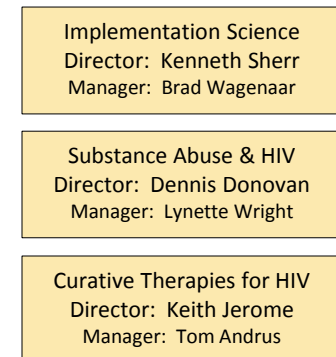 Implementation Science
Director: Kenneth Sherr
Manager: Brad Wagenaar
Substance Abuse & HIV
Director: Dennis Donovan
Manager: Lynette Wright
Curative Therapies for HIV
Director: Keith Jerome
Manager: Tom Andrus